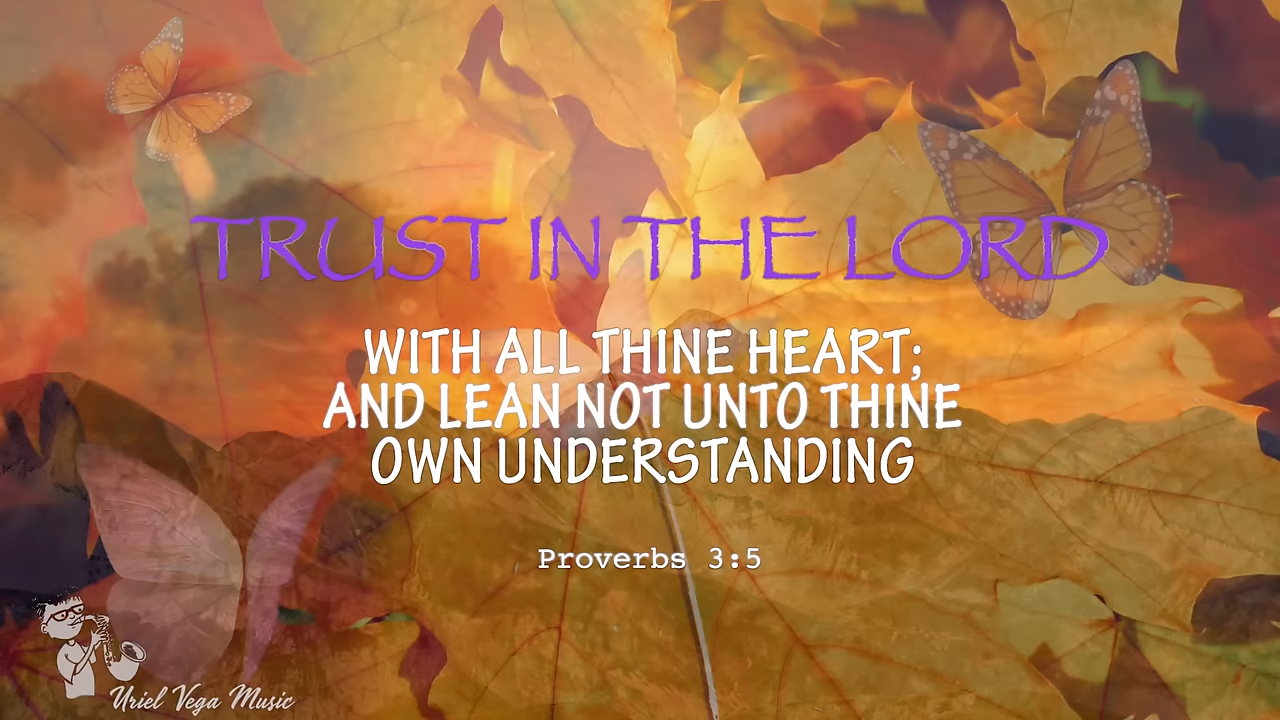 TRUST IN THE LORD
WITH ALL THINE HEART;
AND LEAN NOT UNTO THINE
OWN UNDERSTANDING
Proverbs 3:5
Uriel Vega Music